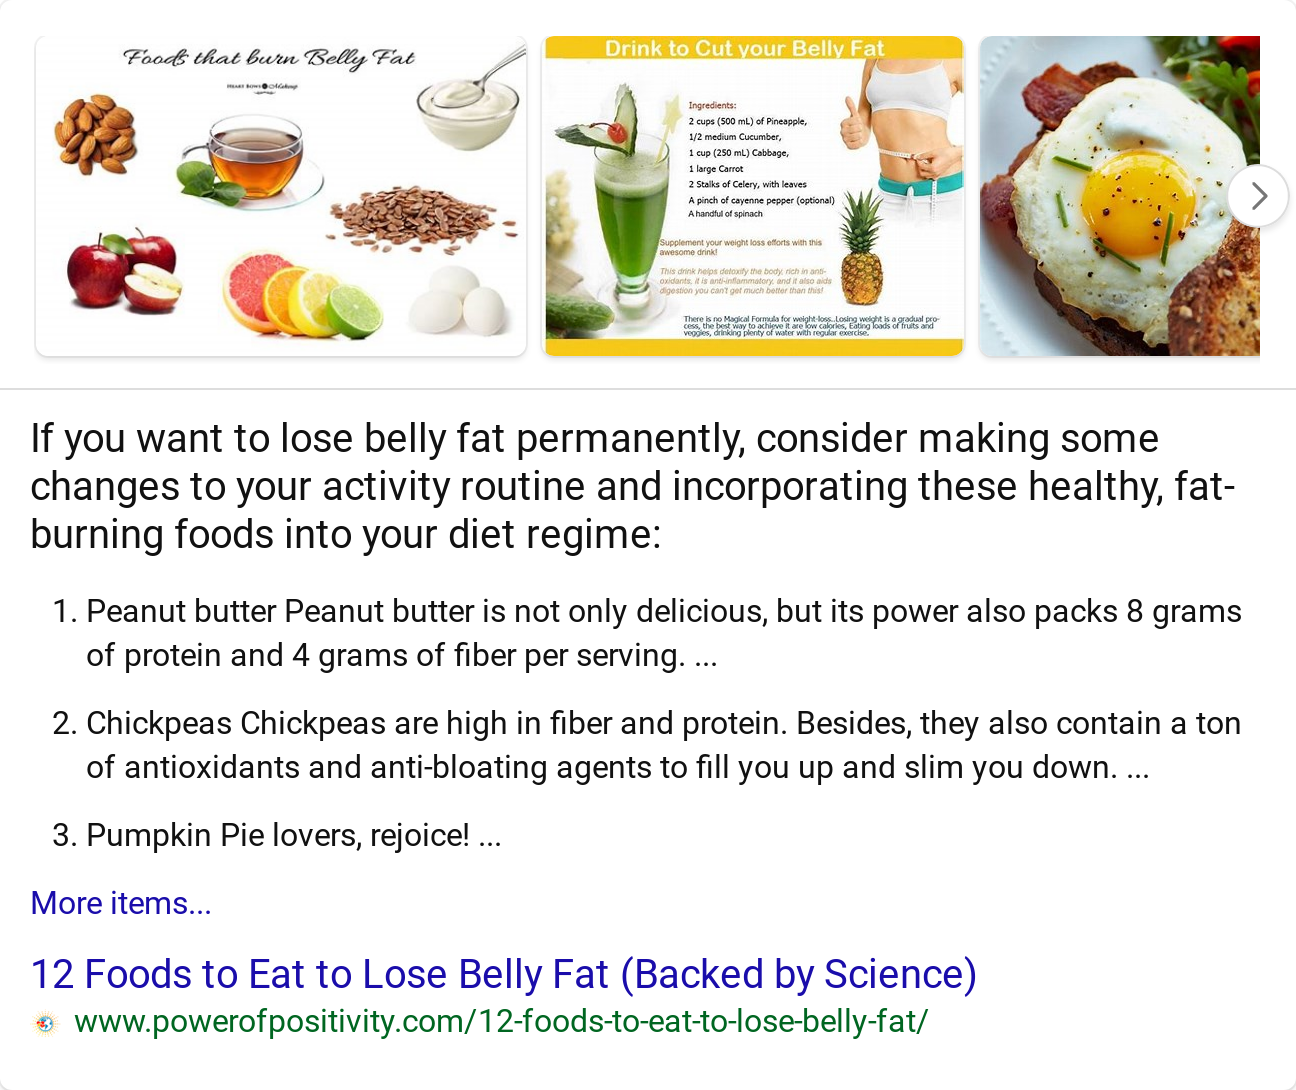 Foods that burn Belly Fat
Heart Bows & Makeup
Drink to Cut your Belly Fat
Ingredients:
2 cups (500 mL) of Pineapple,
1/2 medium Cucumber,
1 cup (250 mL) Cabbage,
1 large Carrot
2 Stalks of Celery, with leaves
A pinch of cayenne pepper (optional)
A handful of spinach
Supplement your weight loss efforts with this
awesome drink!
This drink helps detoxify the body, rich in anti-
oxidants, it is anti-inflammatory, and it also aids
digestion you can't get much better than this!
There is no Magical Formula for weight-loss..Losing weight is a gradual pro-
cess, the best way to achieve it are low calories, Eating loads of fruits and
veggies, drinking plenty of water with regular exercise.
If you want to lose belly fat permanently, consider making some
changes to your activity routine and incorporating these healthy, fat-
burning foods into your diet regime:
1. Peanut butter Peanut butter is not only delicious, but its power also packs 8 grams
of protein and 4 grams of fiber per serving. ...
2. Chickpeas Chickpeas are high in fiber and protein. Besides, they also contain a ton
of antioxidants and anti-bloating agents to fill you up and slim you down. ...
3. Pumpkin Pie lovers, rejoice! ...
More items...
12 Foods to Eat to Lose Belly Fat (Backed by Science)
www.powerofpositivity.com/12-foods-to-eat-to-lose-belly-fat/